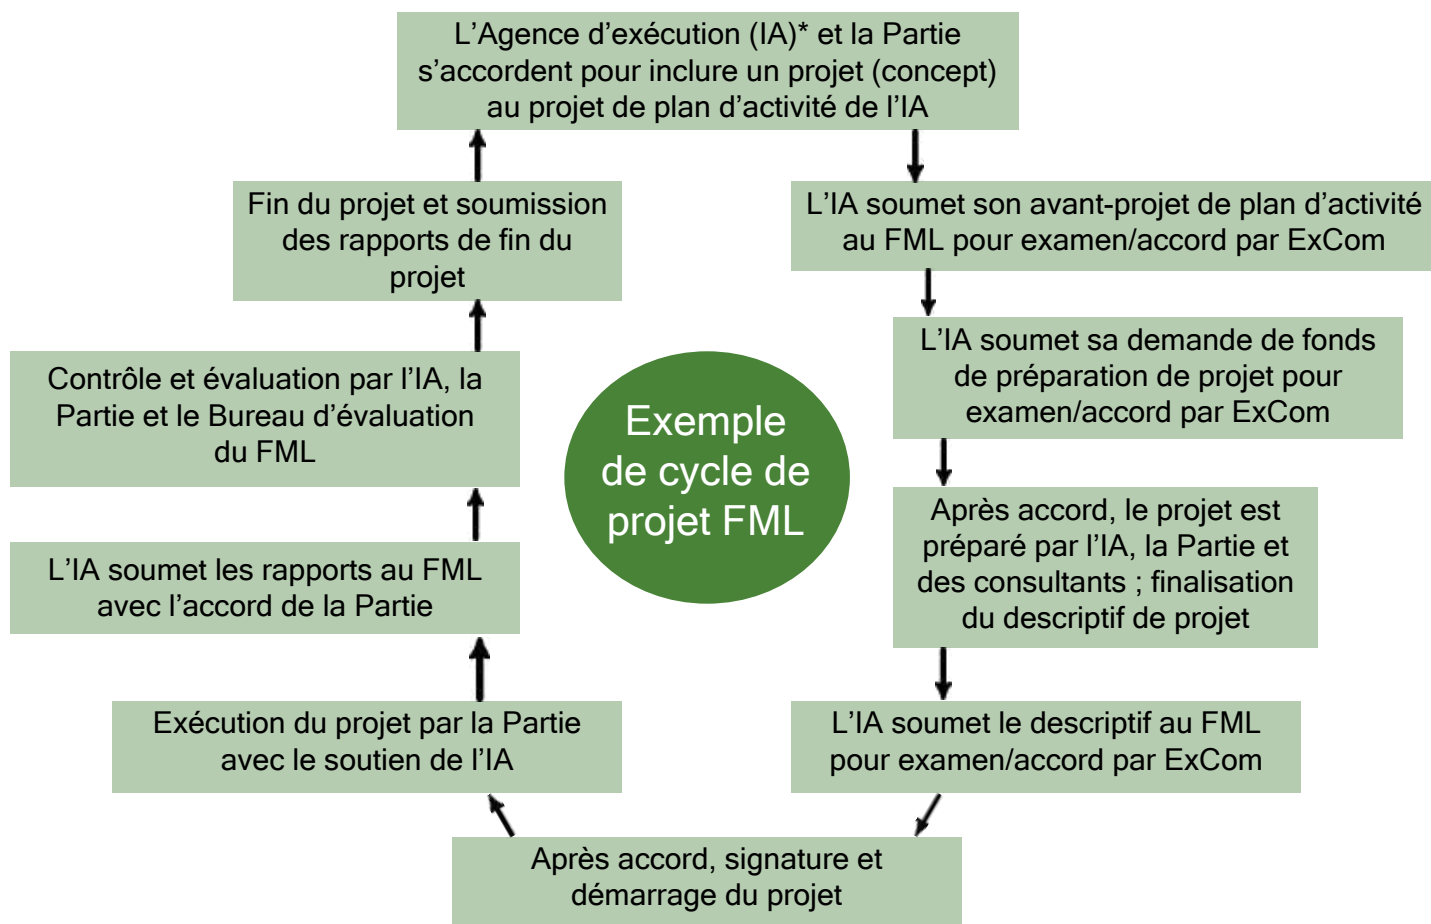 L’Agence d’exécution (IA)* et la Partie
s’accordent pour inclure un projet (concept)
au projet de plan d’activité de l’IA
L’IA soumet son avant-projet de plan d’activité
au FML pour examen/accord par ExCom
L’IA soumet sa demande de fonds
de préparation de projet pour
examen/accord par ExCom
Après accord, le projet est
préparé par l’IA, la Partie et
des consultants ; finalisation
du descriptif de projet
L’IA soumet le descriptif au FML
pour examen/accord par ExCom
Après accord, signature et
démarrage du projet
Exécution du projet par la Partie
avec le soutien de l’IA
L’IA soumet les rapports au FML
avec l’accord de la Partie
Contrôle et évaluation par l’IA, la
Partie et le Bureau d’évaluation
du FML
Fin du projet et soumission
des rapports de fin du
projet
Exemple
de cycle de
projet FML